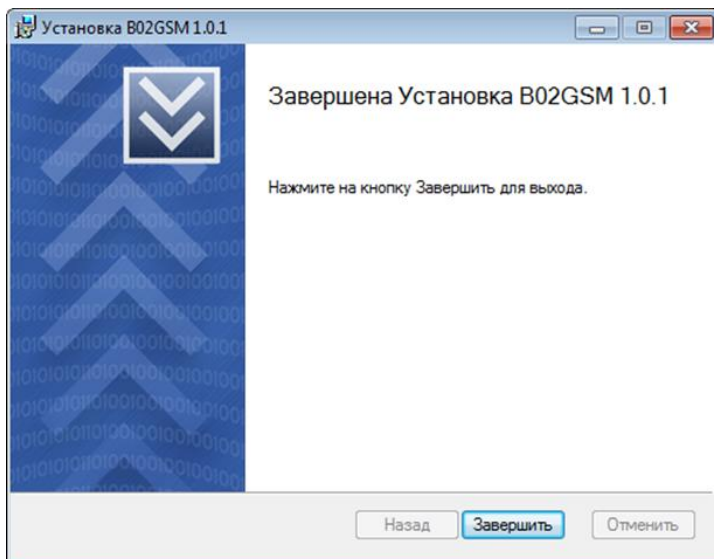 Установка B02GSM 1.0.1
Завершена Установка B02GSM 1.0.1
Нажмите на кнопку Завершить для выхода.
Назад
Завершить
Отменить